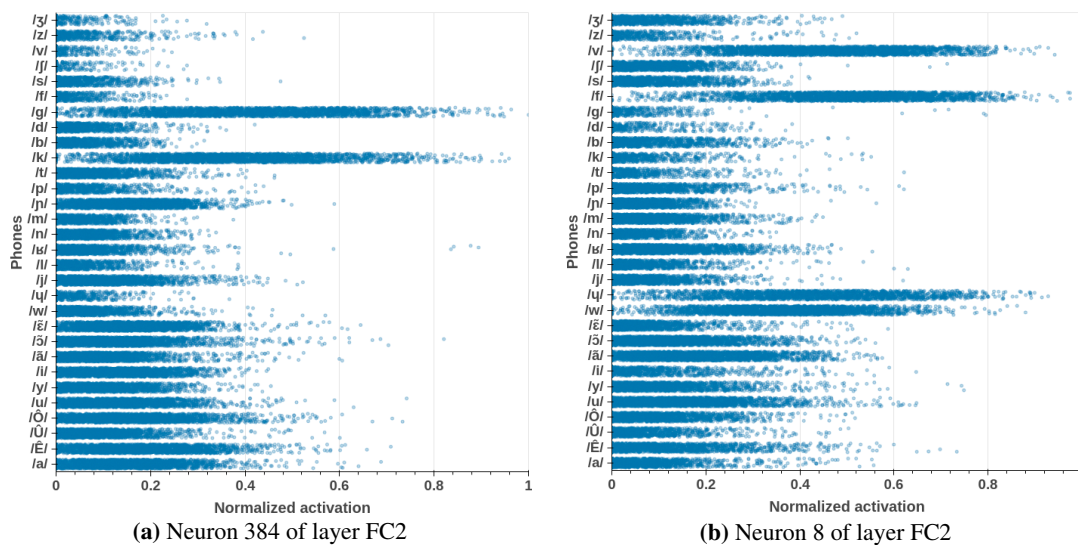 /ʒ/
/z/
/v/
/ʃ/
/s/
/f/
/g/
/d/
/b/
/k/
/t/
/p/
/ɲ/
/m/
/n/
/ʁ/
/l/
/j/
/ɥ/
/w/
/ɛ̃/
/ɔ̃/
/ɑ̃/
/i/
/y/
/u/
/Ô/
/Û/
/Ê/
/a/
Phones
0 0.2 0.4 0.6 0.8 1
Normalized activation
(a) Neuron 384 of layer FC2
/ʒ/
/z/
/v/
/ʃ/
/s/
/f/
/g/
/d/
/b/
/k/
/t/
/p/
/ɲ/
/m/
/n/
/ʁ/
/l/
/j/
/ɥ/
/w/
/ɛ̃/
/ɔ̃/
/ɑ̃/
/i/
/y/
/u/
/Ô/
/Û/
/Ê/
/a/
Phones
0 0.2 0.4 0.6 0.8
Normalized activation
(b) Neuron 8 of layer FC2